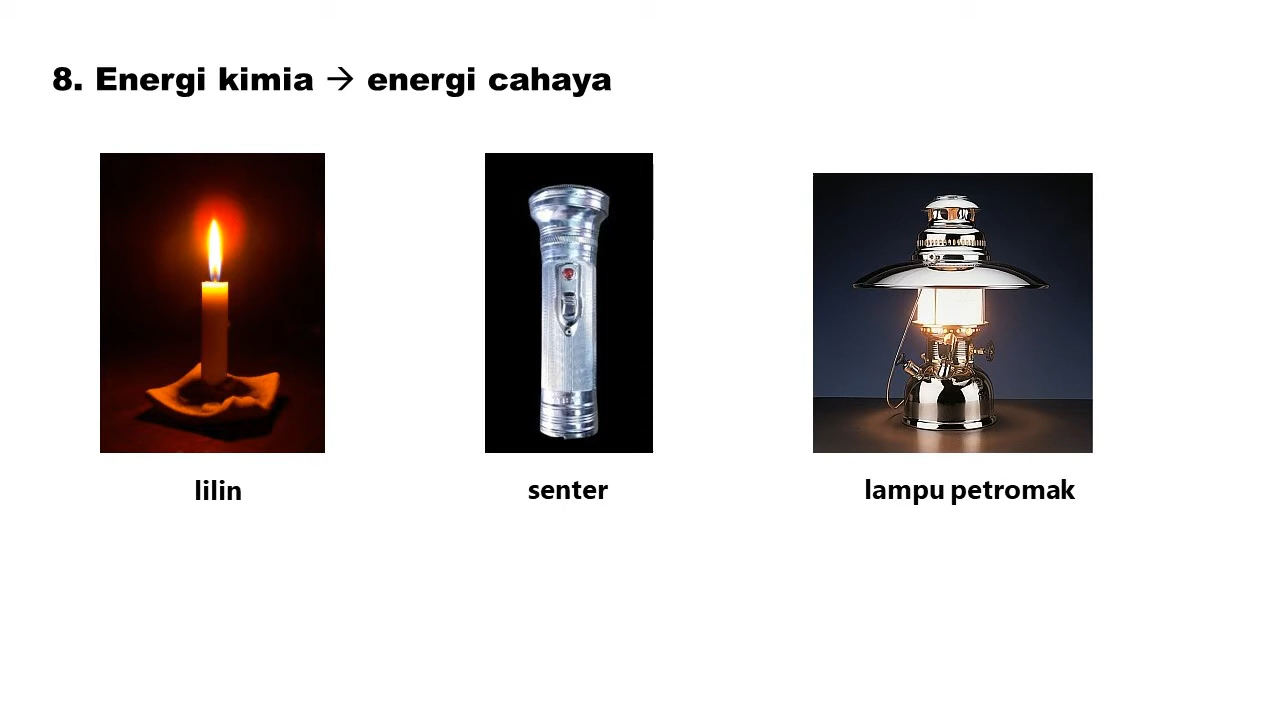 8. Energi kimia → energi cahaya
lilin
senter
lampu petromak